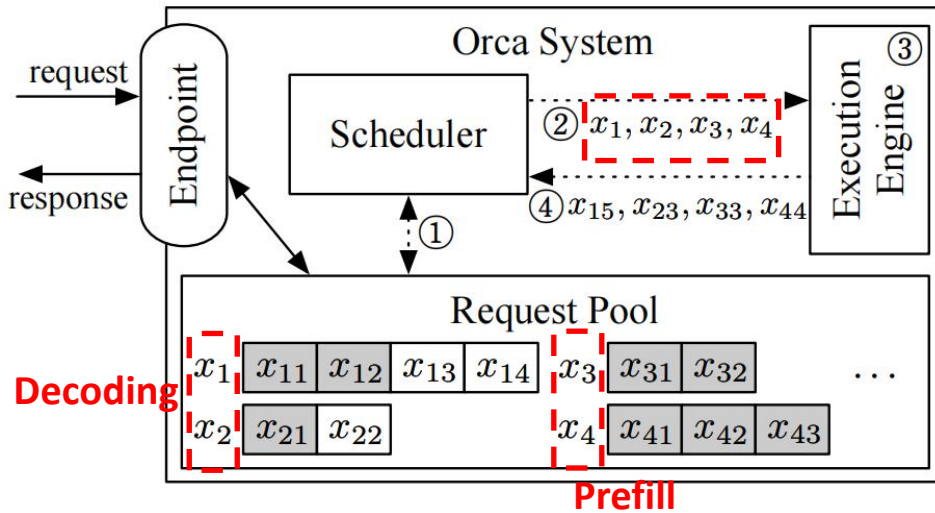 Orca System
request
response
Endpoint
Scheduler
② x₁, x₂, x₃, x₄
④ x₁₅, x₂₃, x₃₃, x₄₄
③
Execution
Engine
①
Request Pool
Decoding
x₁ x₁₁ x₁₂ x₁₃ x₁₄ x₃ x₃₁ x₃₂ ...
x₂ x₂₁ x₂₂ x₄ x₄₁ x₄₂ x₄₃
Prefill